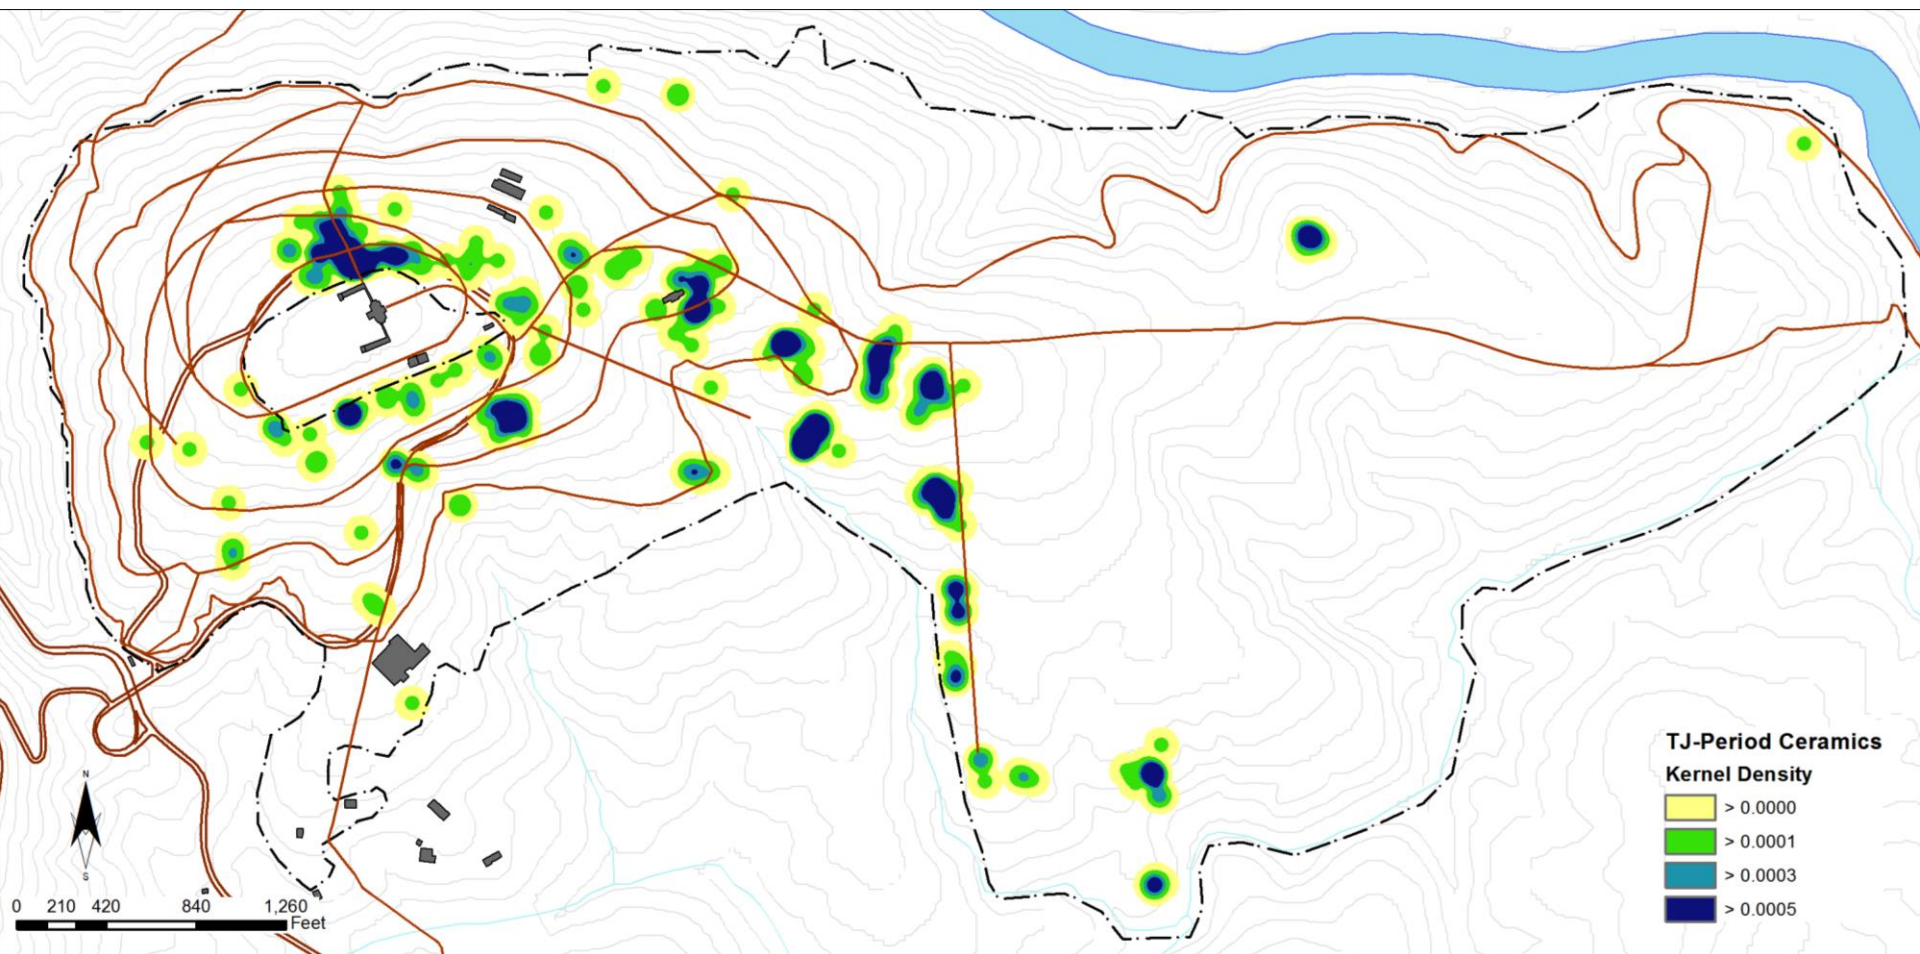 TJ-Period Ceramics
Kernel Density
> 0.0000
> 0.0001
> 0.0003
> 0.0005
N
S
0 210 420 840 1,260
Feet